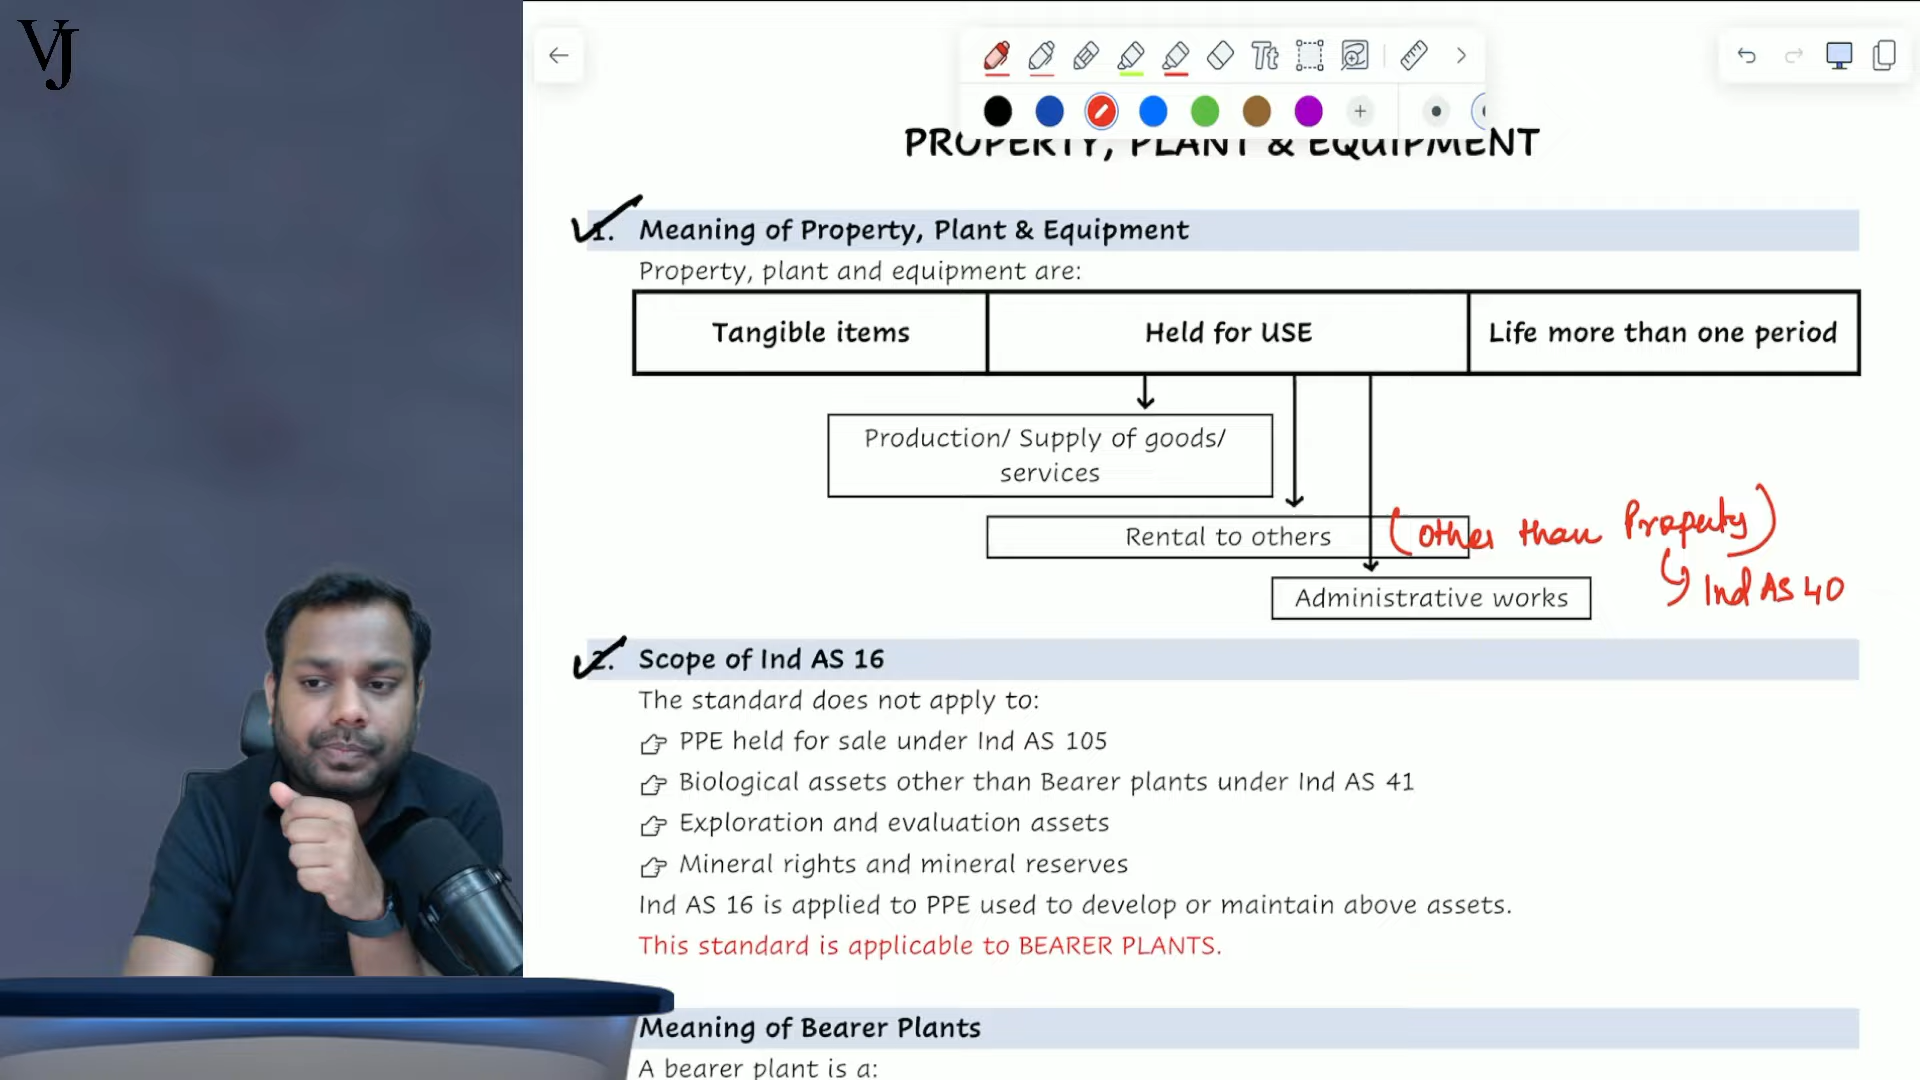 VJ
Tt
PROPERTY, PLANT & EQUIPMENT
1. Meaning of Property, Plant & Equipment
Property, plant and equipment are:
Tangible items
Held for USE
Life more than one period
Production/ Supply of goods/
services
Rental to others
(Other than Property)
Ind AS 40
Administrative works
2. Scope of Ind AS 16
The standard does not apply to:
PPE held for sale under Ind AS 105
Biological assets other than Bearer plants under Ind AS 41
Exploration and evaluation assets
Mineral rights and mineral reserves
Ind AS 16 is applied to PPE used to develop or maintain above assets.
This standard is applicable to BEARER PLANTS.
Meaning of Bearer Plants
A bearer plant is a: